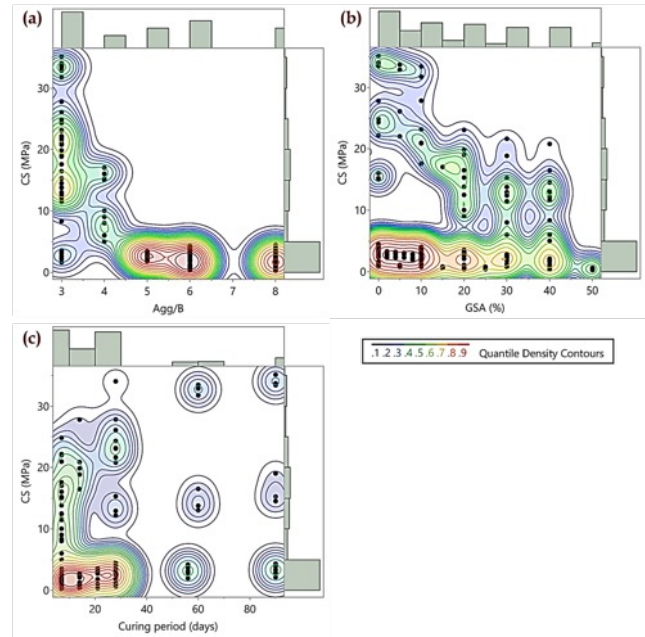 (a)
CS (MPa)
30
20
10
0
3 4 5 6 7 8
Agg/B
(b)
CS (MPa)
30
20
10
0
0 10 20 30 40 50
GSA (%)
(c)
CS (MPa)
30
20
10
0
20 40 60 80
Curing period (days)
.1 .2 .3 .4 .5 .6 .7 .8 .9 Quantile Density Contours